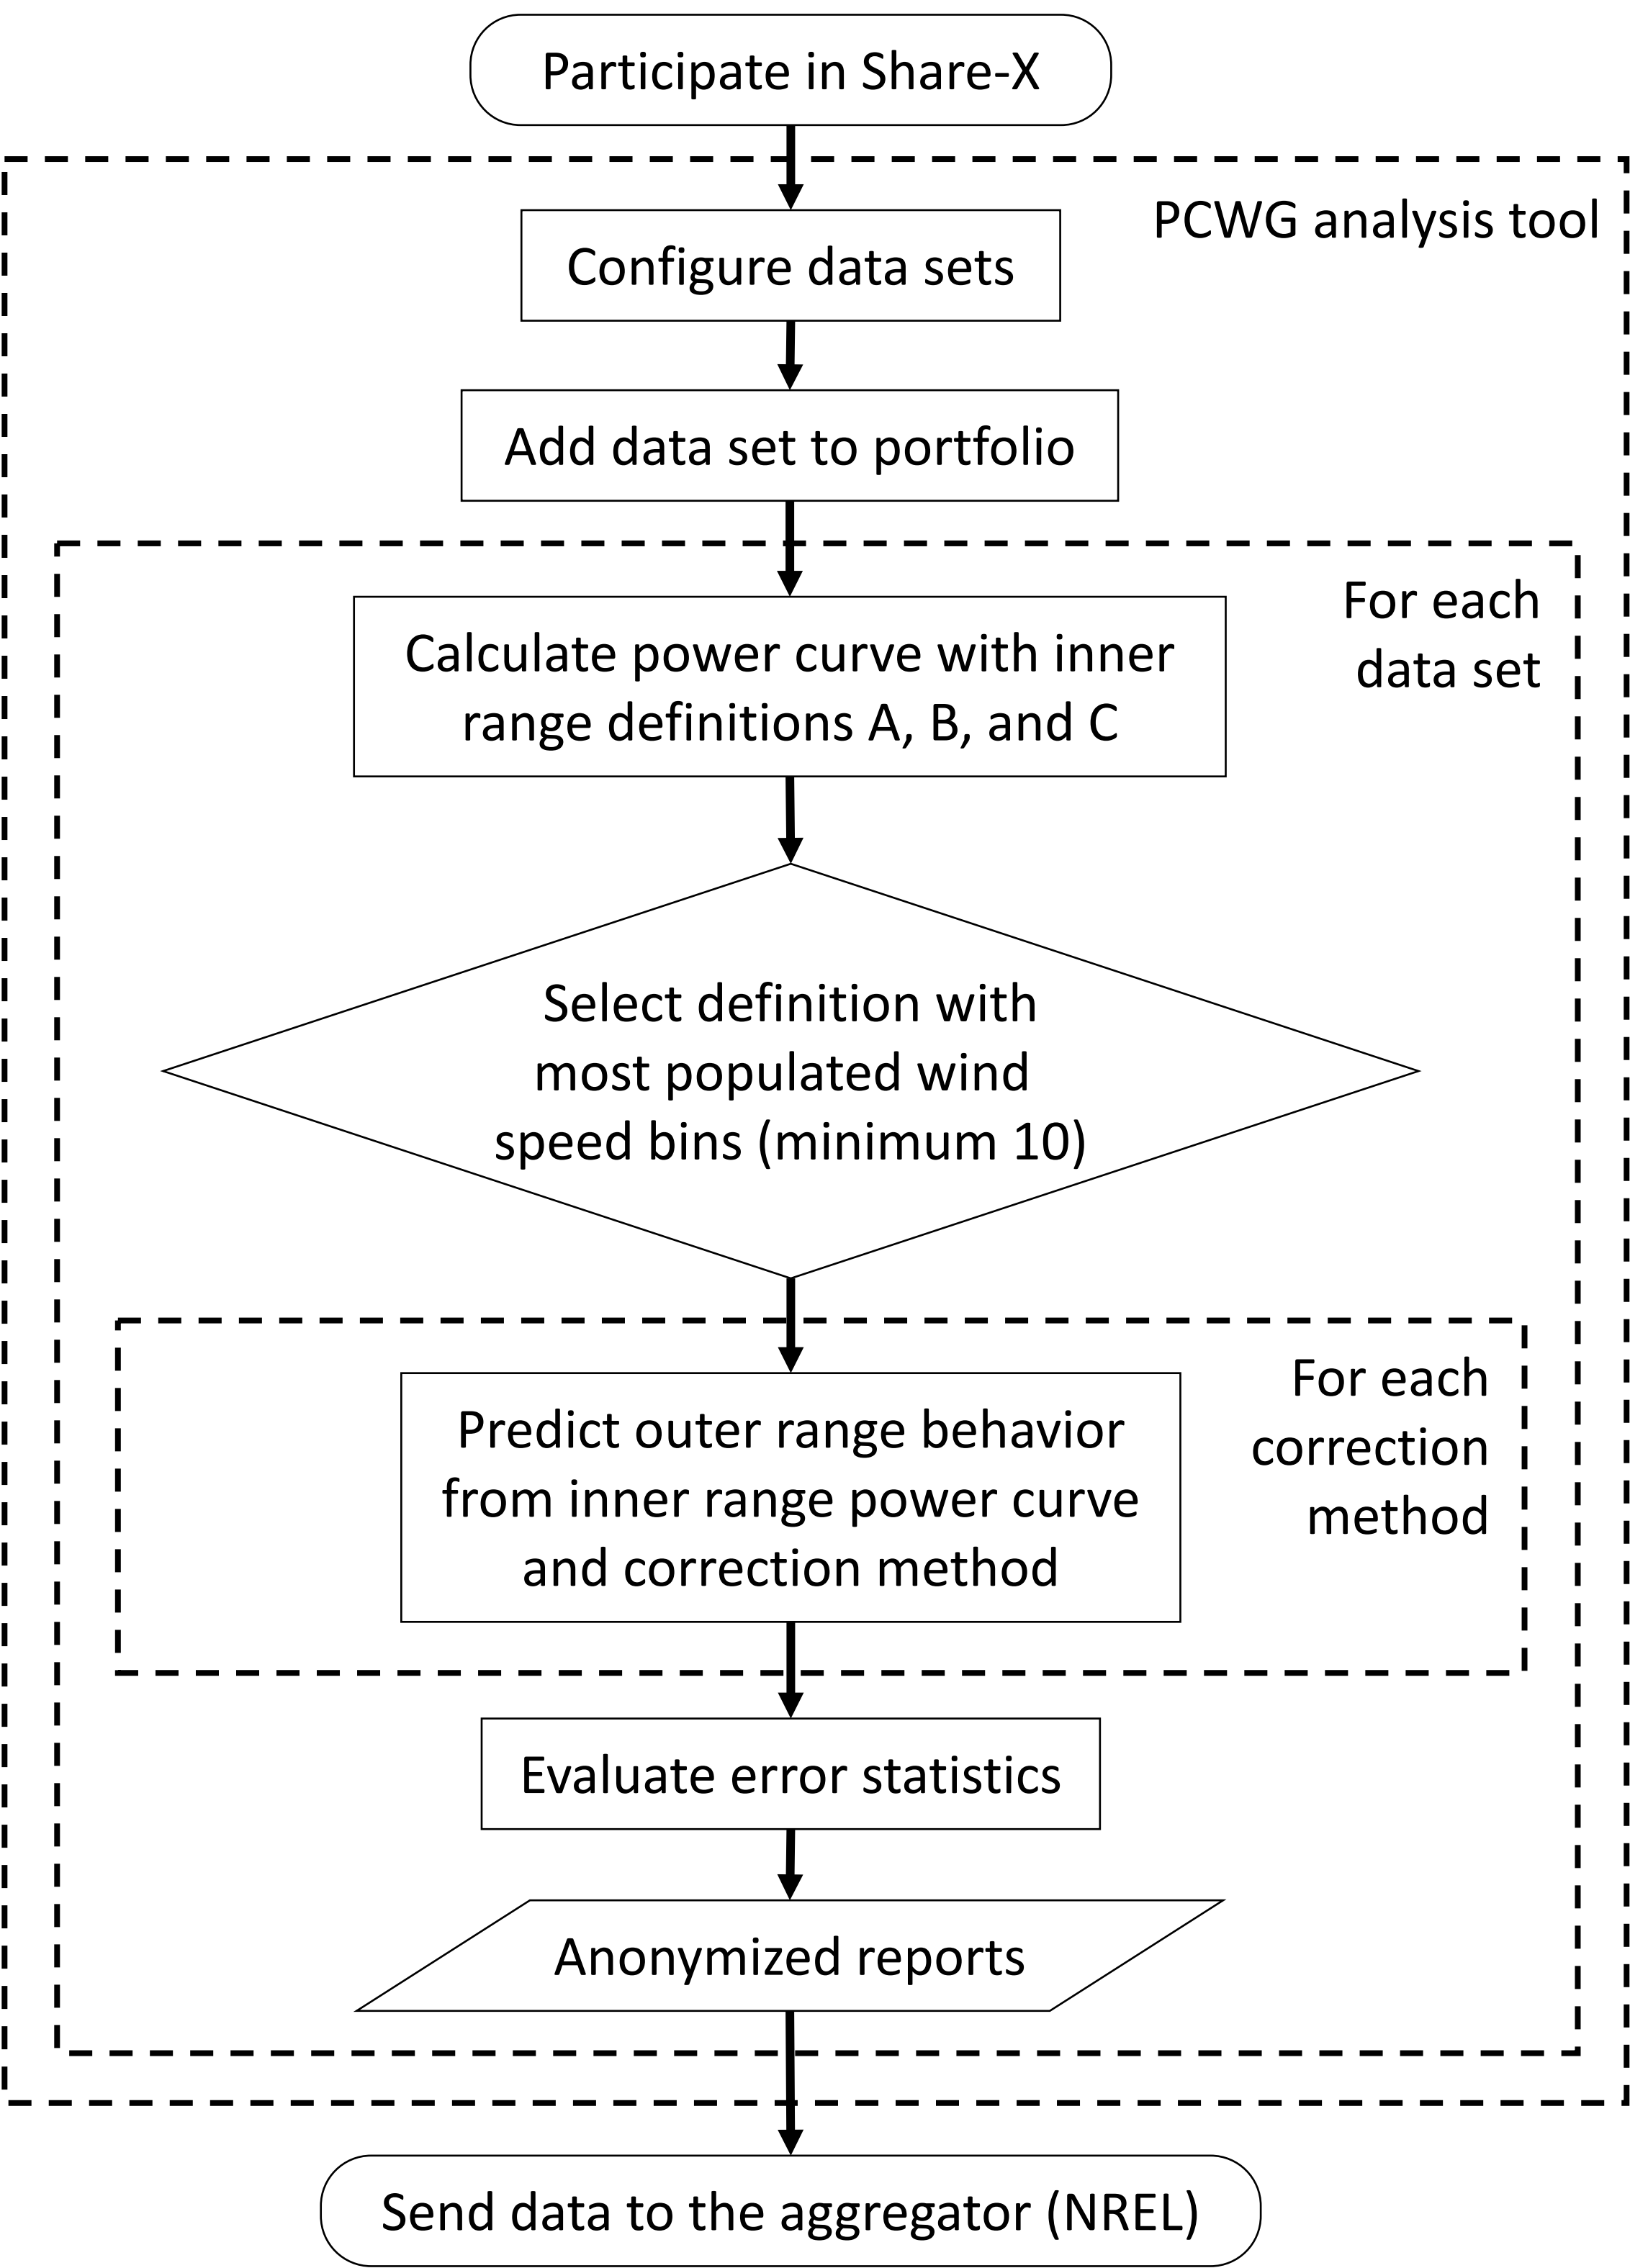 Participate in Share-X
PCWG analysis tool
Configure data sets
Add data set to portfolio
For each
data set
Calculate power curve with inner
range definitions A, B, and C
Select definition with
most populated wind
speed bins (minimum 10)
For each
correction
method
Predict outer range behavior
from inner range power curve
and correction method
Evaluate error statistics
Anonymized reports
Send data to the aggregator (NREL)